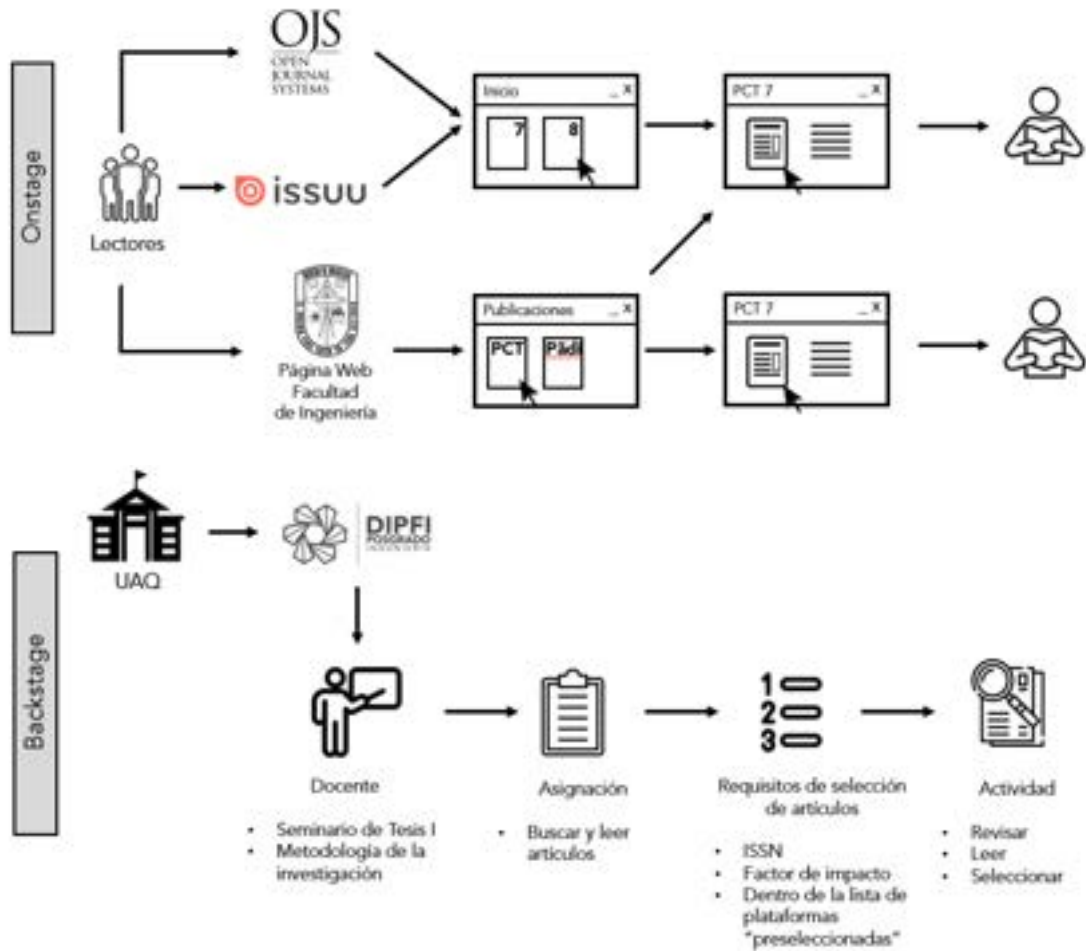 Onstage
Lectores
OJS
OPEN
JOURNAL
SYSTEMS
issuu
Inicio _ X
7 8
PCT 7 _ X
Página Web
Facultad
de Ingeniería
Publicaciones _ X
PCT Pädi
PCT 7 _ X
Backstage
UAQ
DIPFI
POSGRADO
Docente
• Seminario de Tesis I
• Metodología de la
investigación
Asignación
• Buscar y leer
artículos
1
2
3
Requisitos de selección
de artículos
• ISSN
• Factor de impacto
• Dentro de la lista de
plataformas
"preseleccionadas"
Actividad
• Revisar
• Leer
• Seleccionar